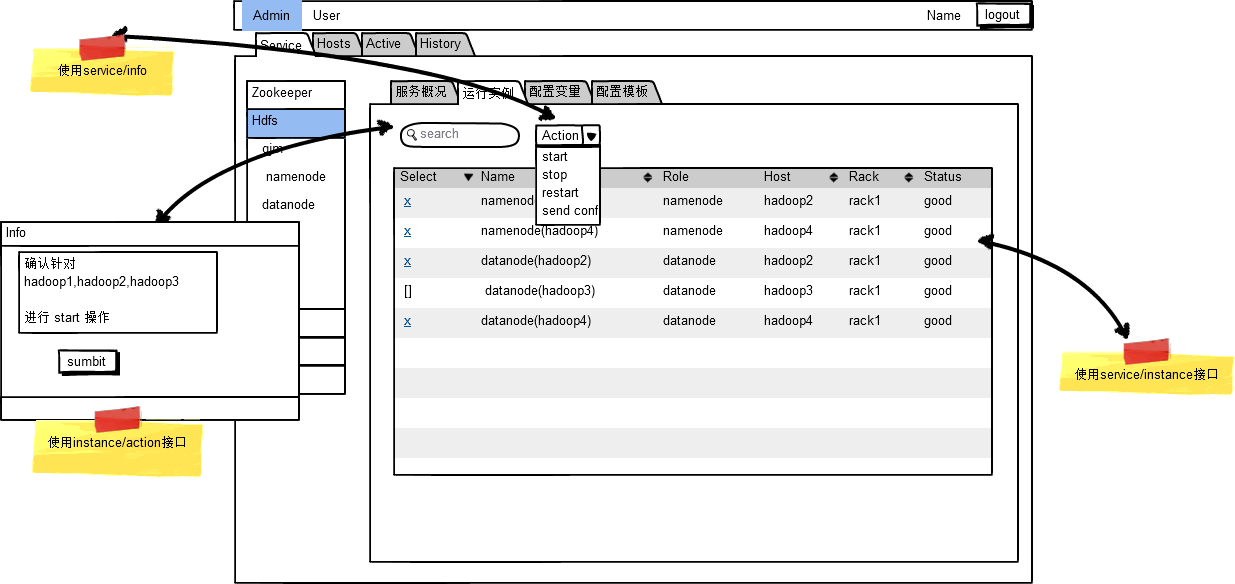 Admin User Name logout
Service Hosts Active History
使用service/info
Zookeeper
Hdfs
qjm
namenode
datanode
服务概况 运行实例 配置变量 配置模板
search
Action
start
stop
restart
send conf
Select Name Role Host Rack Status
x namenod namenode hadoop2 rack1 good
x namenode(hadoop4) namenode hadoop4 rack1 good
x datanode(hadoop2) datanode hadoop2 rack1 good
[] datanode(hadoop3) datanode hadoop3 rack1 good
x datanode(hadoop4) datanode hadoop4 rack1 good
Info
确认针对
hadoop1,hadoop2,hadoop3
进行 start 操作
sumbit
使用instance/action接口
使用service/instance接口